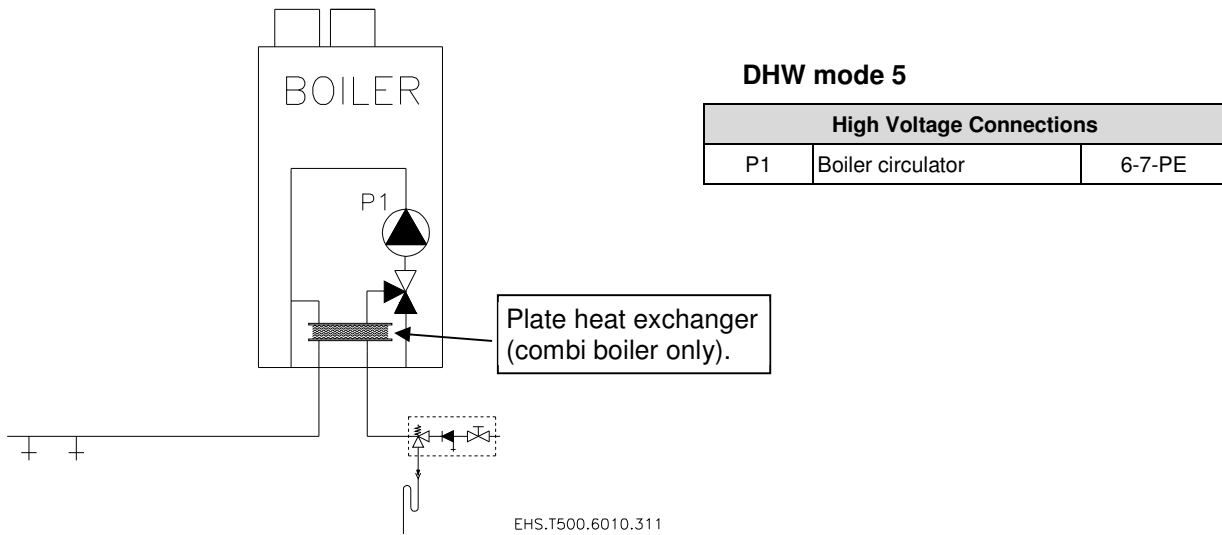 BOILER
P1
Plate heat exchanger
(combi boiler only).
EHS.T500.6010.311
DHW mode 5
High Voltage Connections
P1 Boiler circulator 6-7-PE